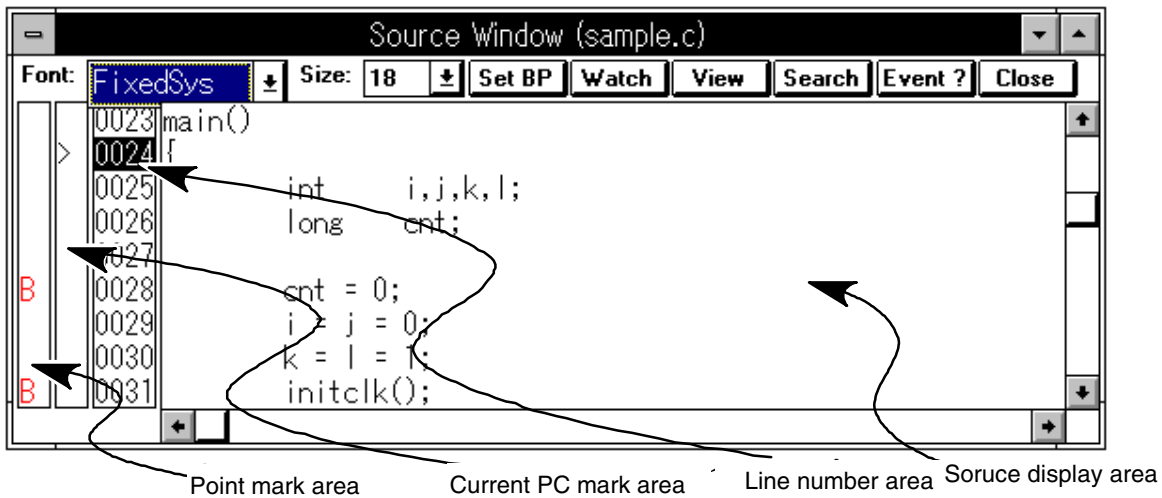 Source Window (sample.c)
Font: FixedSys Size: 18 Set BP Watch View Search Event ? Close
0023 main()
> 0024 {
0025 int i,j,k,l;
0026 long cnt;
0027
B 0028 cnt = 0;
0029 i = j = 0;
0030 k = l = 1;
B 0031 initclk();
Point mark area Current PC mark area Line number area Soruce display area